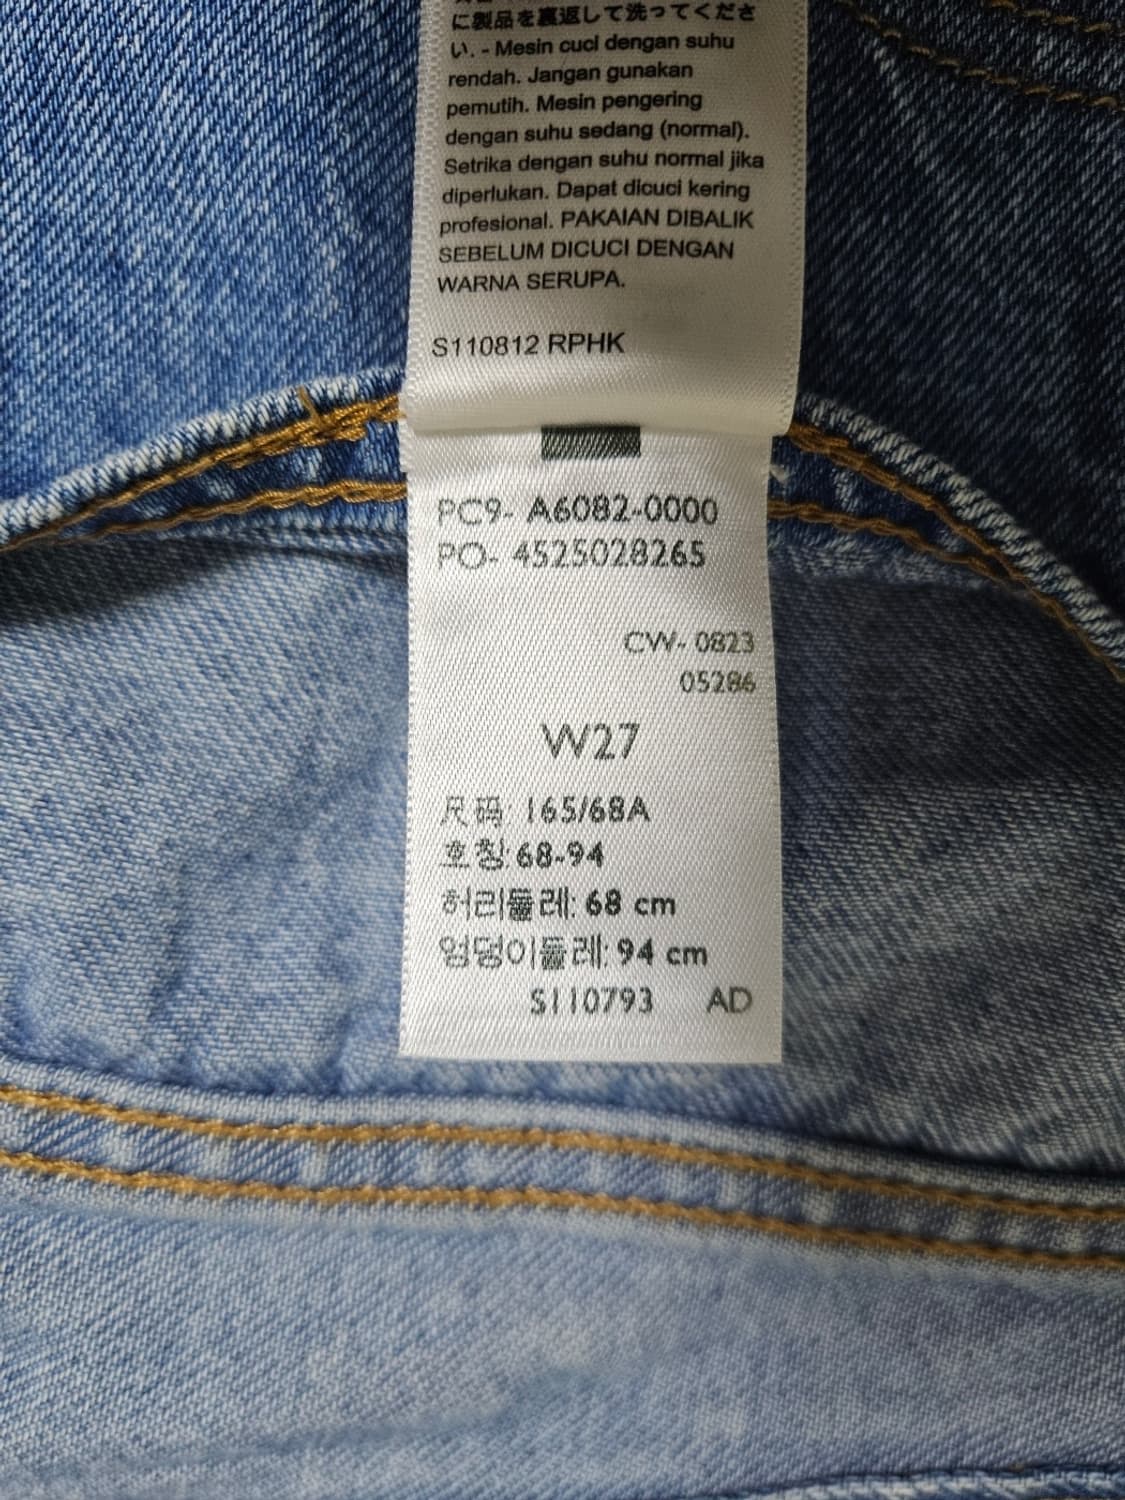 に製品を裏返して洗ってくださ
い. - Mesin cuci dengan suhu
rendah. Jangan gunakan
pemutih. Mesin pengering
dengan suhu sedang (normal).
Setrika dengan suhu normal jika
diperlukan. Dapat dicuci kering
profesional. PAKAIAN DIBALIK
SEBELUM DICUCI DENGAN
WARNA SERUPA.
S110812 RPHK
PC9- A6082-0000
PO- 4525028265
CW- 0823
05286
W27
尺码: 165/68A
호칭:68-94
허리둘레: 68 cm
엉덩이둘레: 94 cm
S110793 AD